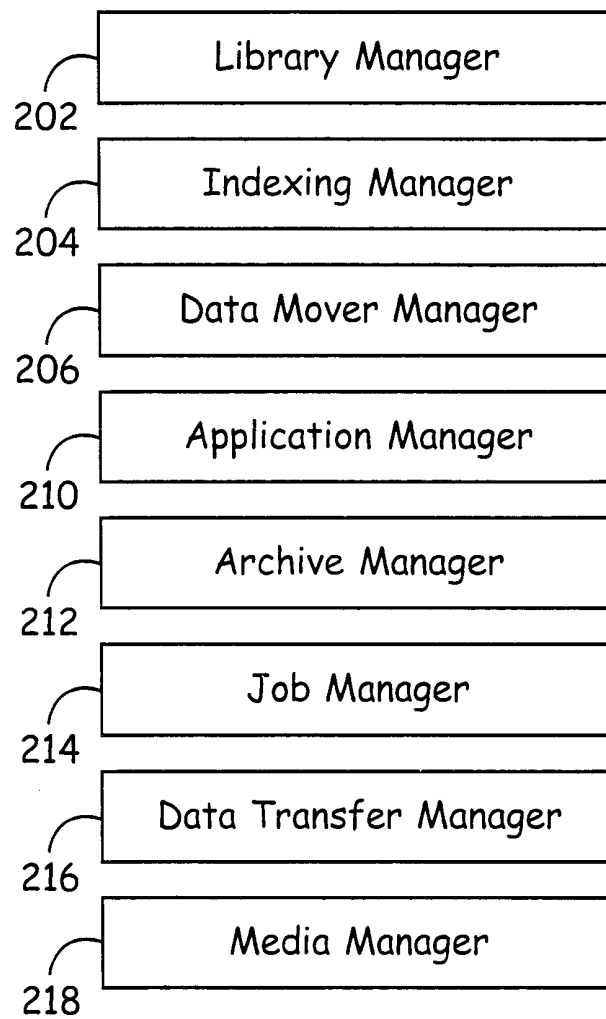 Library Manager
202
Indexing Manager
204
Data Mover Manager
206
Application Manager
210
Archive Manager
212
Job Manager
214
Data Transfer Manager
216
Media Manager
218